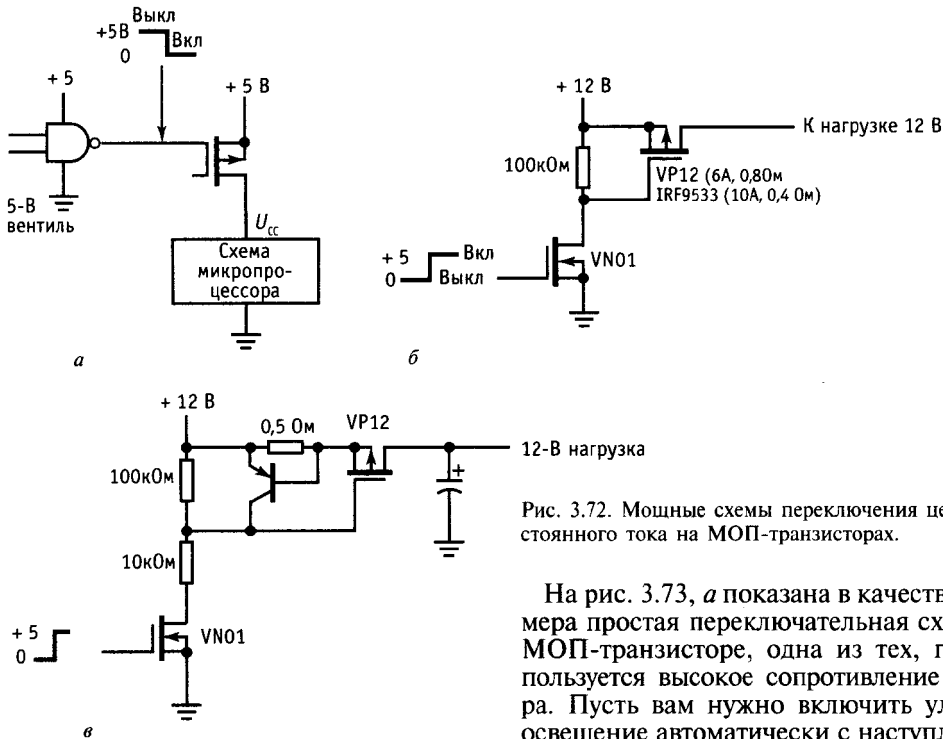 Выкл
+5В
Вкл
0
+ 5
+ 5 В
5-В
вентиль
U_cc
Схема
микропро-
цессора
а
+ 12 В
К нагрузке 12 В
100кОм
VP12 (6А, 0,8Ом
IRF9533 (10А, 0,4 Ом)
+ 5
Вкл
0
Выкл
VN01
б
+ 12 В
0,5 Ом
VP12
12-В нагрузка
100кОм
+
10кОм
+ 5
0
VN01
в
Рис. 3.72. Мощные схемы переключения це
стоянного тока на МОП-транзисторах.
На рис. 3.73, а показана в качеств
мера простая переключательная сх
МОП-транзисторе, одна из тех, г
пользуется высокое сопротивление
ра. Пусть вам нужно включить ул
освещение автоматически с наступл